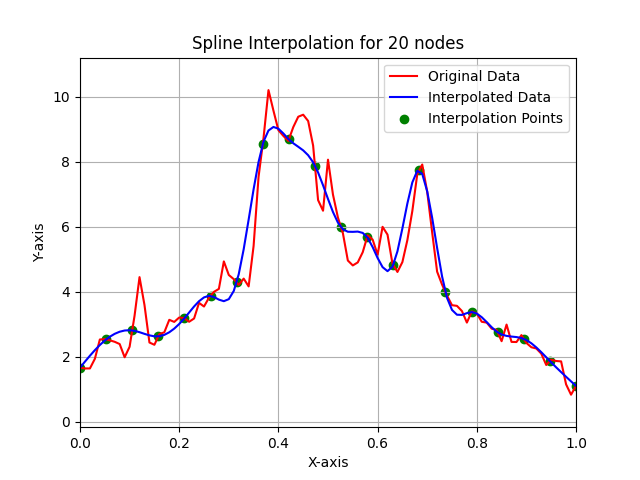 Spline Interpolation for 20 nodes
Original Data
Interpolated Data
Interpolation Points
10
8
6
4
2
0
Y-axis
0.0 0.2 0.4 0.6 0.8 1.0
X-axis